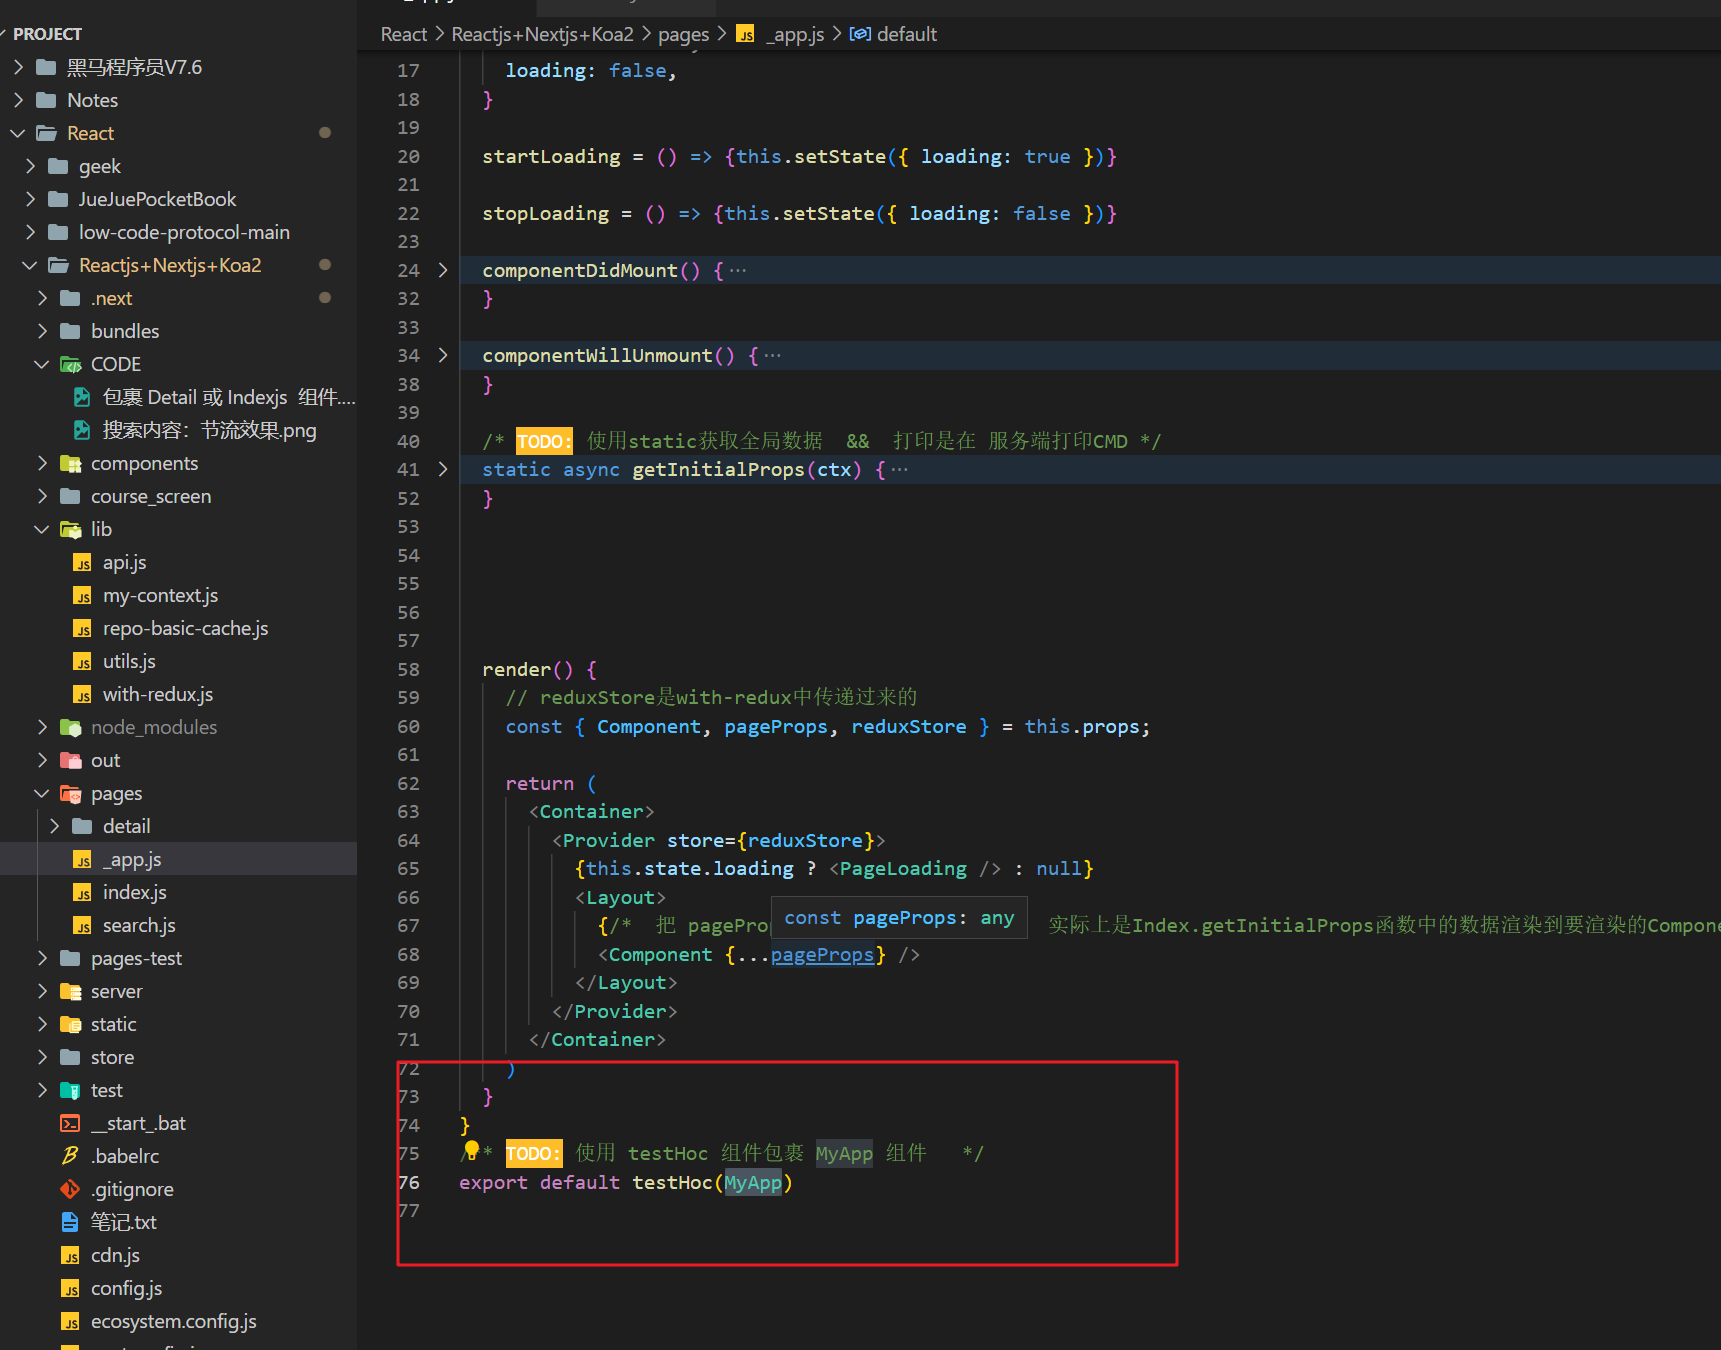 PROJECT
黑马程序员V7.6
Notes
React
geek
JueJuePocketBook
low-code-protocol-main
Reactjs+Nextjs+Koa2
.next
bundles
CODE
包裹 Detail 或 Indexjs 组件....
搜索内容：节流效果.png
components
course_screen
lib
api.js
my-context.js
repo-basic-cache.js
utils.js
with-redux.js
node_modules
out
pages
detail
_app.js
index.js
search.js
pages-test
server
static
store
test
__start_.bat
.babelrc
.gitignore
笔记.txt
cdn.js
config.js
ecosystem.config.js
React > Reactjs+Nextjs+Koa2 > pages > JS _app.js > default
17 loading: false,
18 }
19
20 startLoading = () => {this.setState({ loading: true })}
21
22 stopLoading = () => {this.setState({ loading: false })}
23
24 componentDidMount() { ···
32 }
33
34 componentWillUnmount() { ···
38 }
39
40 /* TODO: 使用static获取全局数据 && 打印是在 服务端打印CMD */
41 static async getInitialProps(ctx) { ···
52 }
53
54
55
56
57
58 render() {
59 // reduxStore是with-redux中传递过来的
60 const { Component, pageProps, reduxStore } = this.props;
61
62 return (
63 <Container>
64 <Provider store={reduxStore}>
65 {this.state.loading ? <PageLoading /> : null}
66 <Layout>
67 {/* 把 pagePro const pageProps: any 实际上是Index.getInitialProps函数中的数据渲染到要渲染的Compone
68 <Component {...pageProps} />
69 </Layout>
70 </Provider>
71 </Container>
72 )
73 }
74 }
75 /* TODO: 使用 testHoc 组件包裹 MyApp 组件 */
76 export default testHoc(MyApp)
77